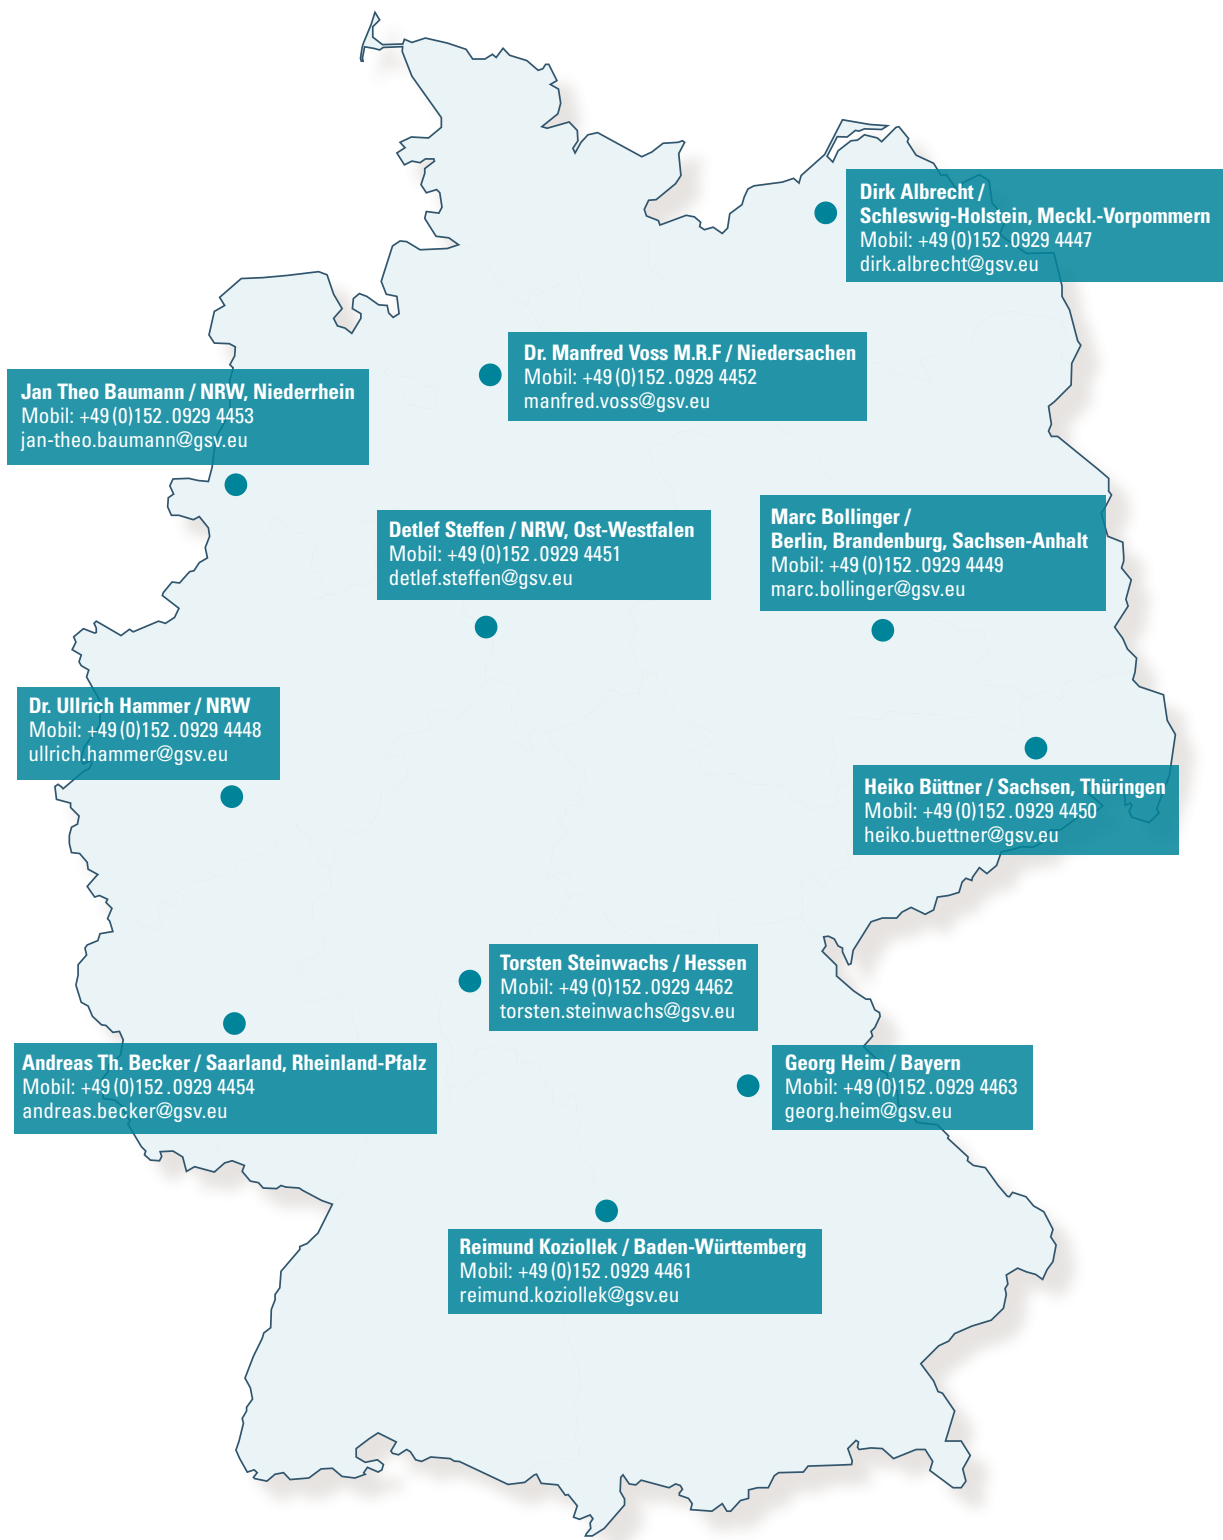 Dirk Albrecht /
Schleswig-Holstein, Meckl.-Vorpommern
Mobil: +49 (0)152 . 0929 4447
dirk.albrecht@gsv.eu
Dr. Manfred Voss M.R.F / Niedersachen
Mobil: +49 (0)152 . 0929 4452
manfred.voss@gsv.eu
Jan Theo Baumann / NRW, Niederrhein
Mobil: +49 (0)152 . 0929 4453
jan-theo.baumann@gsv.eu
Detlef Steffen / NRW, Ost-Westfalen
Mobil: +49 (0)152 . 0929 4451
detlef.steffen@gsv.eu
Marc Bollinger /
Berlin, Brandenburg, Sachsen-Anhalt
Mobil: +49 (0)152 . 0929 4449
marc.bollinger@gsv.eu
Dr. Ullrich Hammer / NRW
Mobil: +49 (0)152 . 0929 4448
ullrich.hammer@gsv.eu
Heiko Büttner / Sachsen, Thüringen
Mobil: +49 (0)152 . 0929 4450
heiko.buettner@gsv.eu
Torsten Steinwachs / Hessen
Mobil: +49 (0)152 . 0929 4462
torsten.steinwachs@gsv.eu
Andreas Th. Becker / Saarland, Rheinland-Pfalz
Mobil: +49 (0)152 . 0929 4454
andreas.becker@gsv.eu
Georg Heim / Bayern
Mobil: +49 (0)152 . 0929 4463
georg.heim@gsv.eu
Reimund Koziollek / Baden-Württemberg
Mobil: +49 (0)152 . 0929 4461
reimund.koziollek@gsv.eu